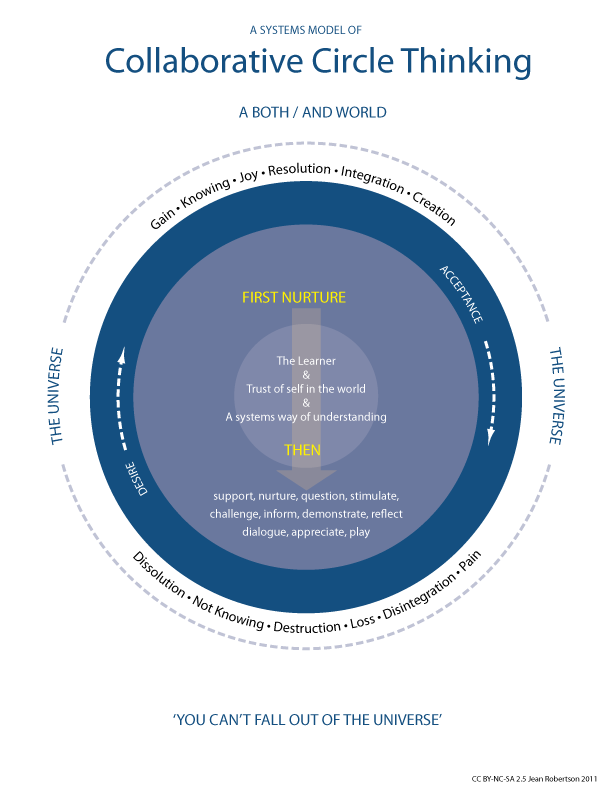 A SYSTEMS MODEL OF
Collaborative Circle Thinking
A BOTH / AND WORLD
Gain • Knowing • Joy • Resolution • Integration • Creation
ACCEPTANCE
FIRST NURTURE
The Learner
&
Trust of self in the world
&
A systems way of understanding
THE UNIVERSE
THE UNIVERSE
THEN
DESIRE
support, nurture, question, stimulate,
challenge, inform, demonstrate, reflect
dialogue, appreciate, play
Dissolution • Not Knowing • Destruction • Loss • Disintegration • Pain
‘YOU CAN’T FALL OUT OF THE UNIVERSE’
CC BY-NC-SA 2.5 Jean Robertson 2011